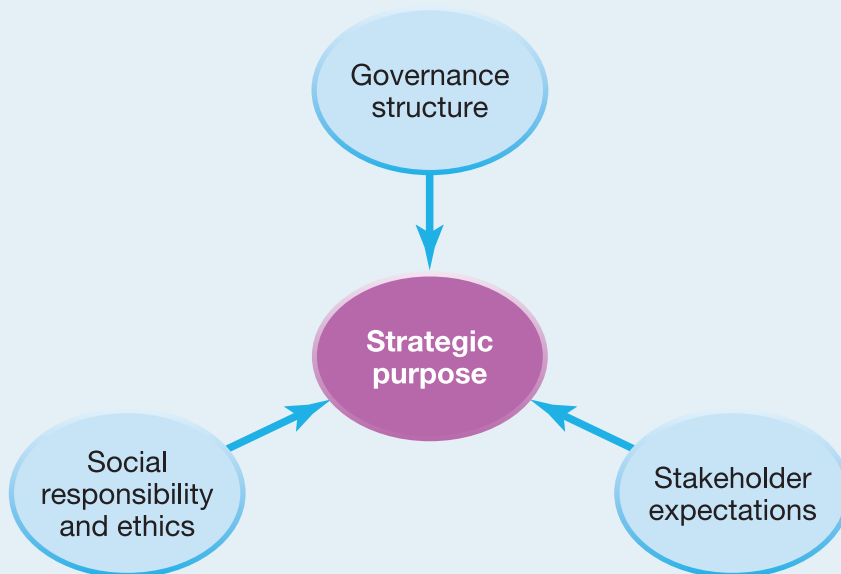 Governance
structure
Strategic
purpose
Social
responsibility
and ethics
Stakeholder
expectations